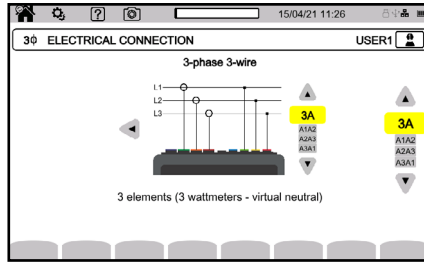 15/04/21 11:26
3ϕ ELECTRICAL CONNECTION
USER1
3-phase 3-wire
L1
L2
L3
3A
A1A2
A2A3
A3A1
3A
A1A2
A2A3
A3A1
3 elements (3 wattmeters - virtual neutral)